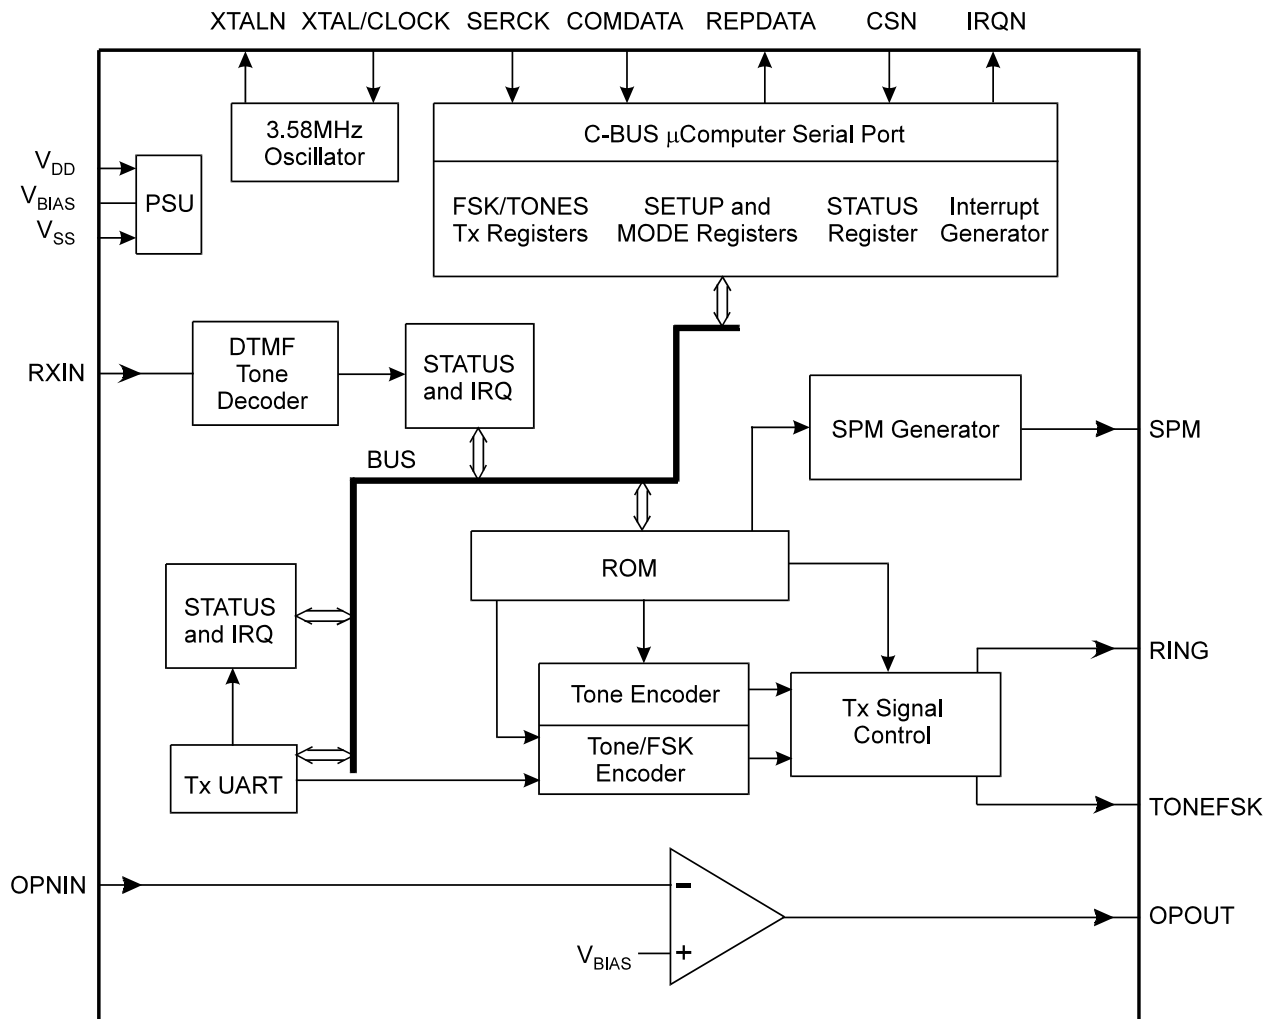 XTALN XTAL/CLOCK SERCK COMDATA REPDATA CSN IRQN
3.58MHz
Oscillator
C-BUS μComputer Serial Port
VDD
VBIAS
VSS
PSU
FSK/TONES
Tx Registers
SETUP and
MODE Registers
STATUS
Register
Interrupt
Generator
RXIN
DTMF
Tone
Decoder
STATUS
and IRQ
SPM Generator
SPM
BUS
ROM
STATUS
and IRQ
Tone Encoder
Tone/FSK
Encoder
Tx Signal
Control
RING
Tx UART
TONEFSK
OPNIN
-
OPOUT
VBIAS
+